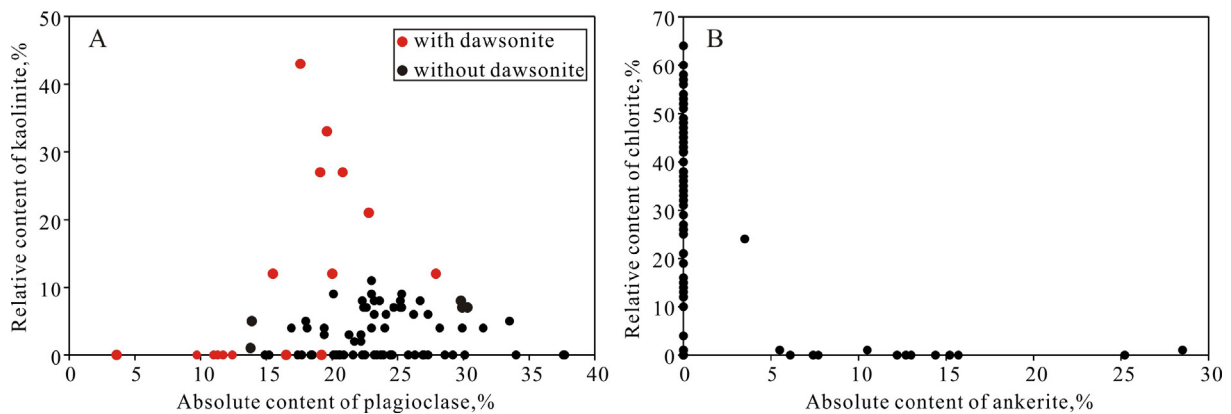 A
with dawsonite
without dawsonite
Relative content of kaolinite,%
50
40
30
20
10
0
0 5 10 15 20 25 30 35 40
Absolute content of plagioclase,%
B
Relative content of chlorite,%
70
60
50
40
30
20
10
0
0 5 10 15 20 25 30
Absolute content of ankerite,%